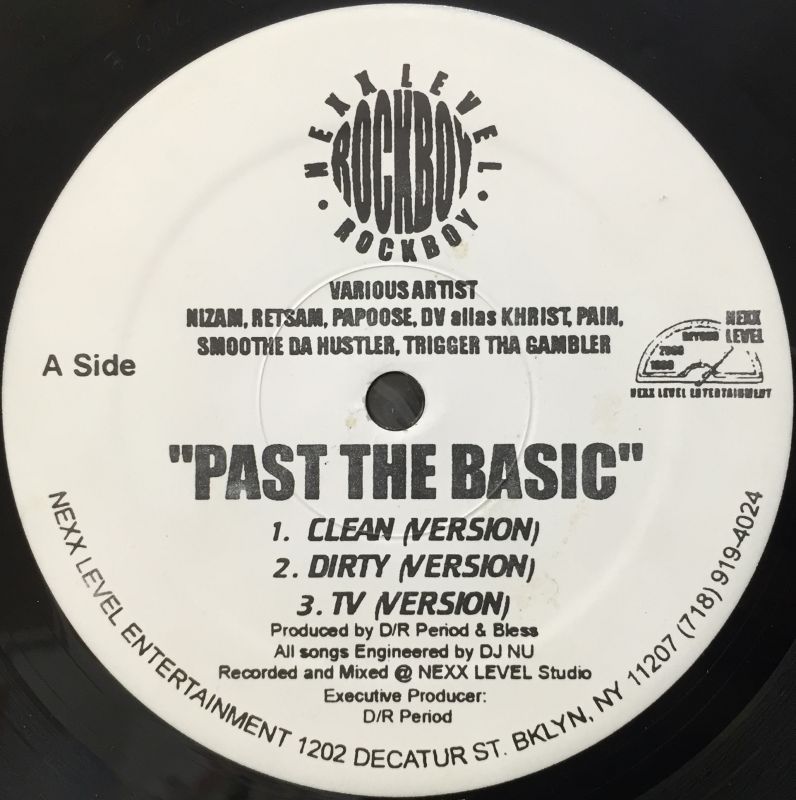 NEXX LEVEL
ROCKBOY
• ROCKBOY •
VARIOUS ARTIST
NIZAM, RETSAM, PAPOOSE, DV alias KHRIST, PAIN,
SMOOTHE DA HUSTLER, TRIGGER THA GAMBLER
A Side
NEXX
LEVEL
BEYOND
2000
1999
NEXX LEVEL ENTERTAINMENT
"PAST THE BASIC"
1. CLEAN (VERSION)
2. DIRTY (VERSION)
3. TV (VERSION)
Produced by D/R Period & Bless
All songs Engineered by DJ NU
Recorded and Mixed @ NEXX LEVEL Studio
Executive Producer:
D/R Period
NEXX LEVEL ENTERTAINMENT 1202 DECATUR ST. BKLYN, NY 11207 (718) 919-4024